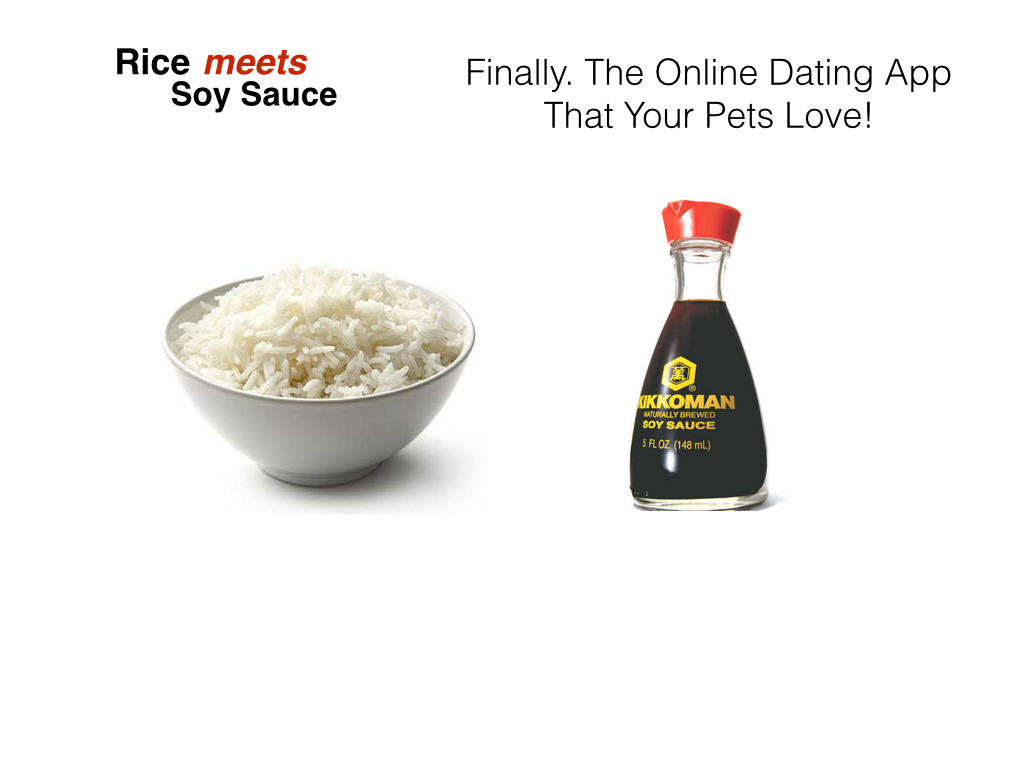 Rice meets
Soy Sauce
Finally. The Online Dating App
That Your Pets Love!
萬
®
KIKKOMAN
NATURALLY BREWED
SOY SAUCE
5 FL OZ (148 mL)